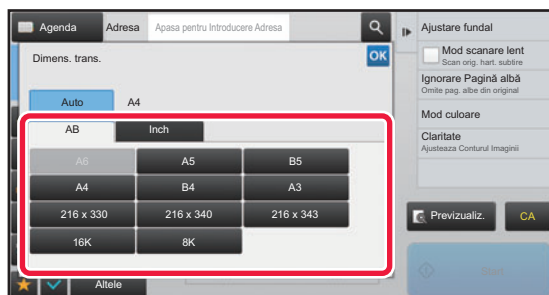 Agenda
Adresa
Apasa pentru Introducere Adresa
Dimens. trans.
OK
Auto
A4
AB
Inch
A6
A5
B5
A4
B4
A3
216 x 330
216 x 340
216 x 343
16K
8K
Altele
Ajustare fundal
Mod scanare lent
Scan orig. hart. subtire
Ignorare Pagină albă
Omite pag. albe din original
Mod culoare
Claritate
Ajusteaza Conturul Imaginii
Previzualiz.
CA
Start